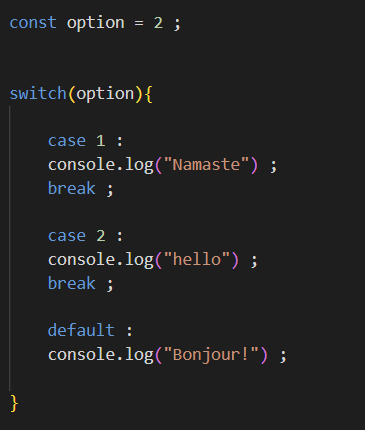 const option = 2 ;
switch(option){
case 1 :
console.log("Namaste") ;
break ;
case 2 :
console.log("hello") ;
break ;
default :
console.log("Bonjour!") ;
}